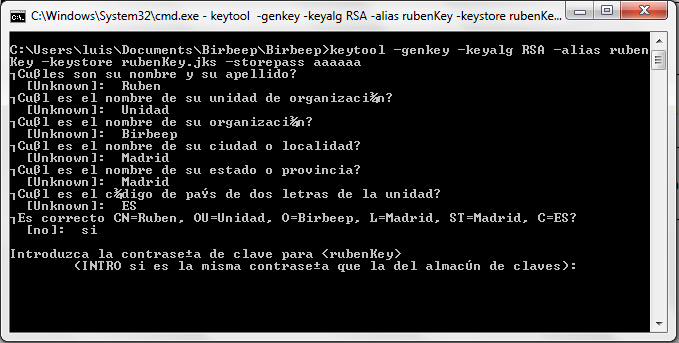 C:\Windows\System32\cmd.exe - keytool  -genkey -keyalg RSA -alias rubenKey -keystore rubenKe...
C:\Users\luis\Documents\Birbeep\Birbeep>keytool -genkey -keyalg RSA -alias ruben
Key -keystore rubenKey.jks -storepass aaaaaa
┐Cußles son su nombre y su apellido?
  [Unknown]:  Ruben
┐Cußl es el nombre de su unidad de organizaci¾n?
  [Unknown]:  Unidad
┐Cußl es el nombre de su organizaci¾n?
  [Unknown]:  Birbeep
┐Cußl es el nombre de su ciudad o localidad?
  [Unknown]:  Madrid
┐Cußl es el nombre de su estado o provincia?
  [Unknown]:  Madrid
┐Cußl es el c¾digo de paÝs de dos letras de la unidad?
  [Unknown]:  ES
┐Es correcto CN=Ruben, OU=Unidad, O=Birbeep, L=Madrid, ST=Madrid, C=ES?
  [no]:  si
Introduzca la contrase±a de clave para <rubenKey>
        (INTRO si es la misma contrase±a que la del almacÚn de claves):